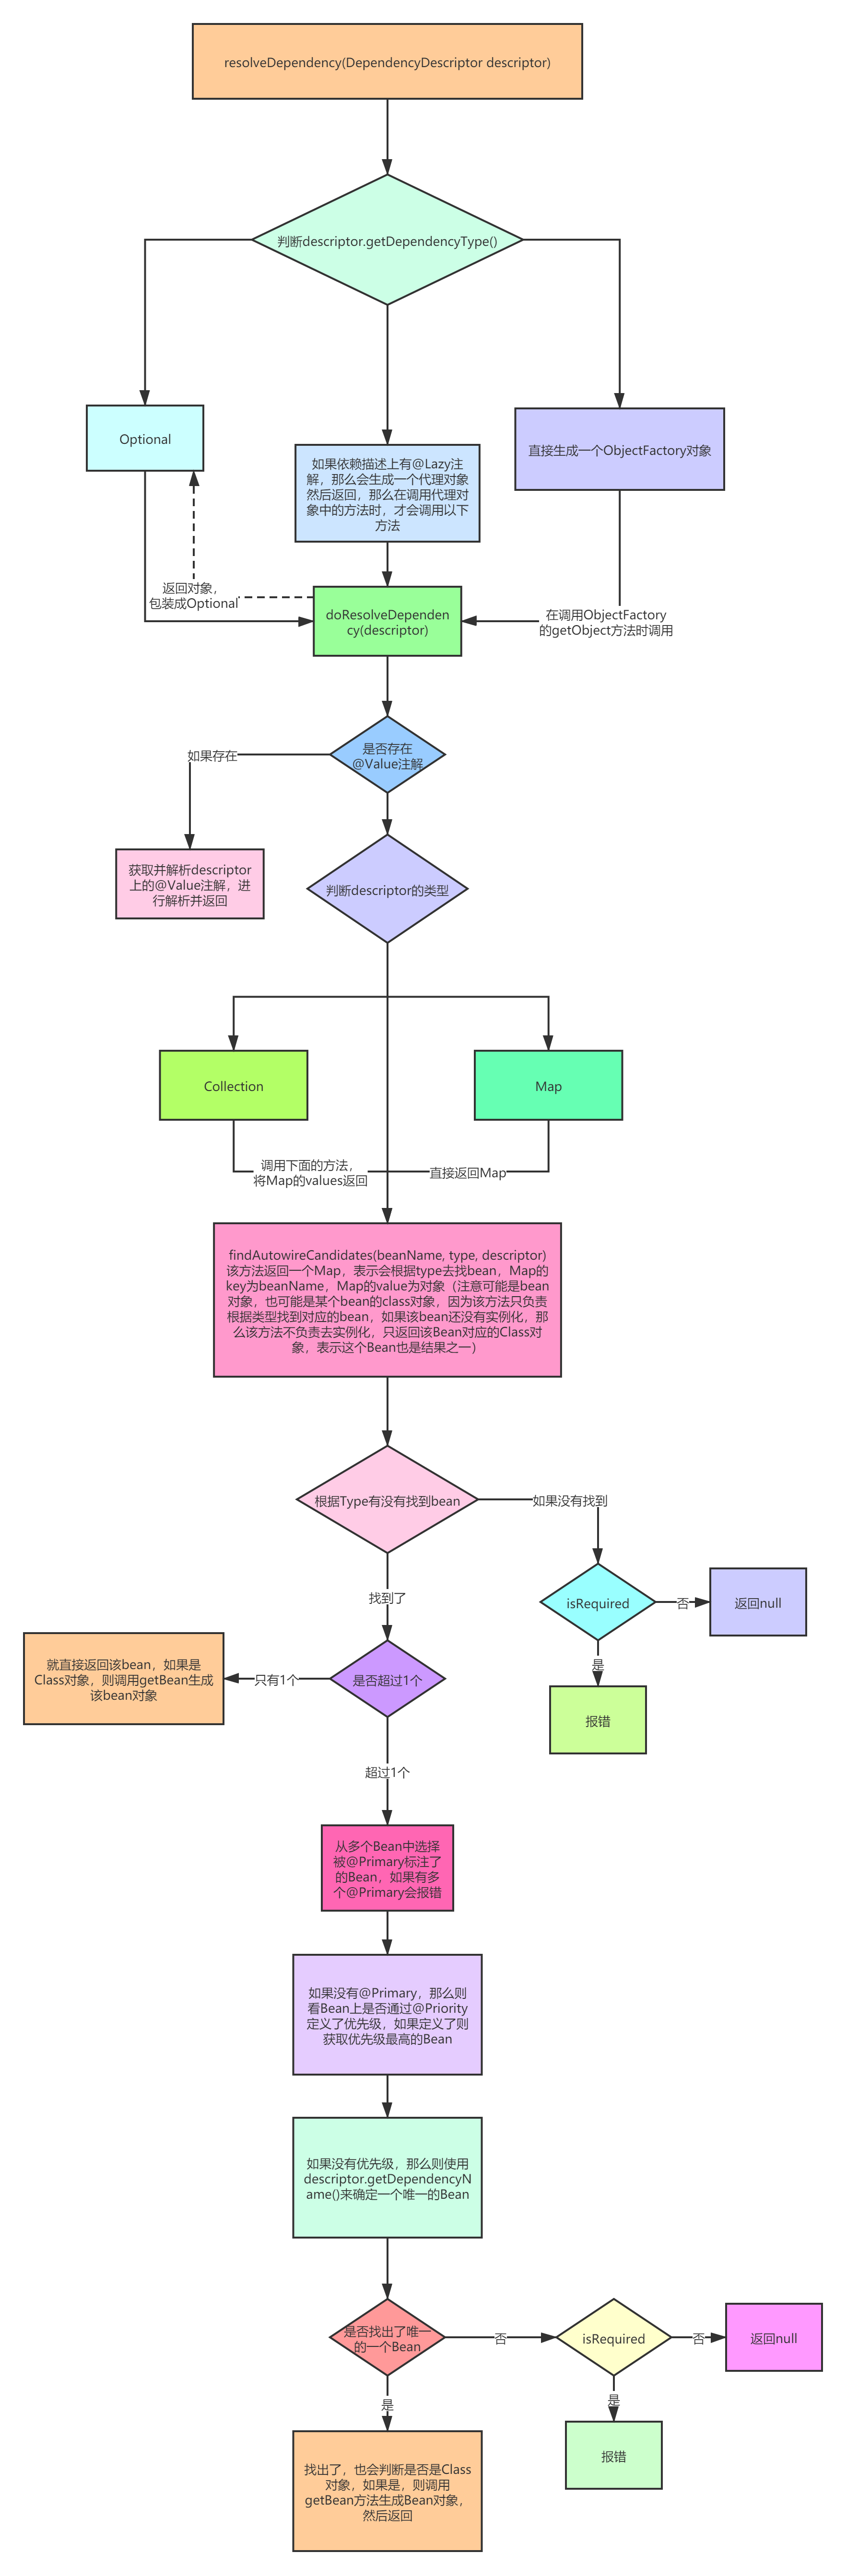 resolveDependency(DependencyDescriptor descriptor)
判断descriptor.getDependencyType()
Optional
如果依赖描述上有@Lazy注
解，那么会生成一个代理对象
然后返回，那么在调用代理对
象中的方法时，才会调用以下
方法
直接生成一个ObjectFactory对象
返回对象，
包装成Optional
doResolveDependen
cy(descriptor)
在调用ObjectFactory
的getObject方法时调用
是否存在
@Value注解
如果存在
获取并解析descriptor
上的@Value注解，进
行解析并返回
判断descriptor的类型
Collection
Map
调用下面的方法，
将Map的values返回
直接返回Map
findAutowireCandidates(beanName, type, descriptor)
该方法返回一个Map，表示会根据type去找bean，Map的
key为beanName，Map的value为对象（注意可能是bean
对象，也可能是某个bean的class对象，因为该方法只负责
根据类型找到对应的bean，如果该bean还没有实例化，那
么该方法不负责去实例化，只返回该Bean对应的Class对
象，表示这个Bean也是结果之一）
根据Type有没有找到bean
如果没有找到
找到了
isRequired
否
返回null
是
报错
是否超过1个
只有1个
就直接返回该bean，如果是
Class对象，则调用getBean生成
该bean对象
超过1个
从多个Bean中选择
被@Primary标注了
的Bean，如果有多
个@Primary会报错
如果没有@Primary，那么则
看Bean上是否通过@Priority
定义了优先级，如果定义了则
获取优先级最高的Bean
如果没有优先级，那么则使用
descriptor.getDependencyN
ame()来确定一个唯一的Bean
是否找出了唯一
的一个Bean
否
isRequired
否
返回null
是
报错
是
找出了，也会判断是否是Class
对象，如果是，则调用
getBean方法生成Bean对象，
然后返回